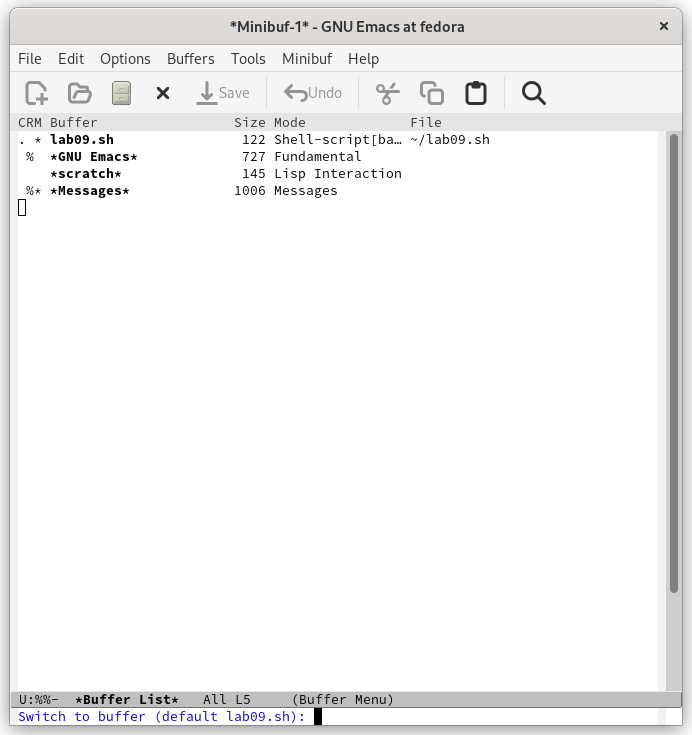 *Minibuf-1* - GNU Emacs at fedora
File Edit Options Buffers Tools Minibuf Help
Save Undo
CRM Buffer Size Mode File
. * lab09.sh 122 Shell-script[ba… ~/lab09.sh
% *GNU Emacs* 727 Fundamental
*scratch* 145 Lisp Interaction
%* *Messages* 1006 Messages
U:%%- *Buffer List* All L5 (Buffer Menu)
Switch to buffer (default lab09.sh):